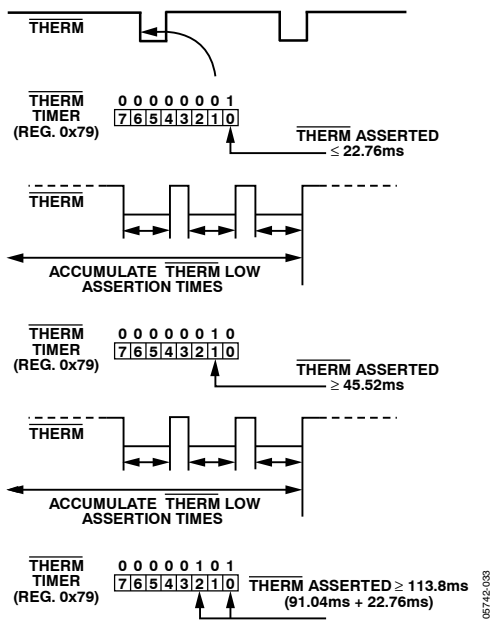 THERM
THERM
TIMER
(REG. 0x79)
0 0 0 0 0 0 0 1
7 6 5 4 3 2 1 0
THERM ASSERTED
≤ 22.76ms
THERM
ACCUMULATE THERM LOW
ASSERTION TIMES
THERM
TIMER
(REG. 0x79)
0 0 0 0 0 0 1 0
7 6 5 4 3 2 1 0
THERM ASSERTED
≥ 45.52ms
THERM
ACCUMULATE THERM LOW
ASSERTION TIMES
THERM
TIMER
(REG. 0x79)
0 0 0 0 0 1 0 1
7 6 5 4 3 2 1 0
THERM ASSERTED ≥ 113.8ms
(91.04ms + 22.76ms)
05742-033